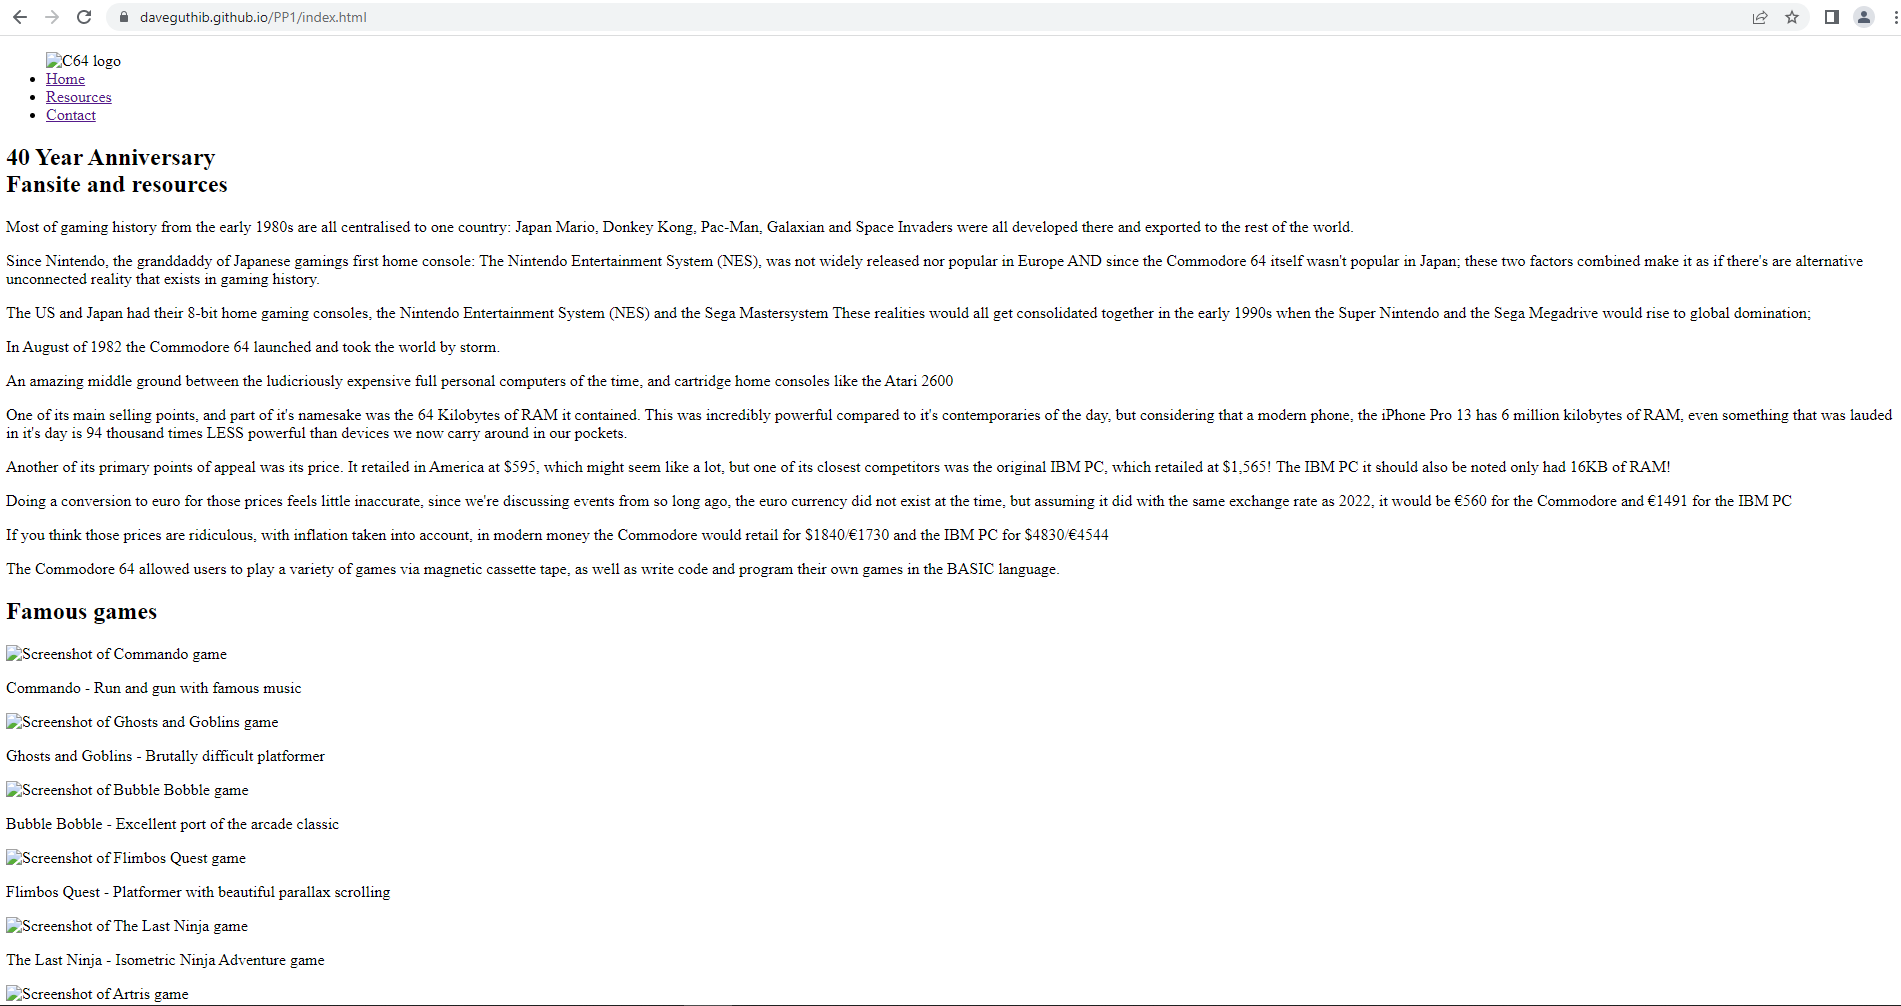 daveguthib.github.io/PP1/index.html
C64 logo
Home
Resources
Contact
40 Year Anniversary
Fansite and resources
Most of gaming history from the early 1980s are all centralised to one country: Japan Mario, Donkey Kong, Pac-Man, Galaxian and Space Invaders were all developed there and exported to the rest of the world.
Since Nintendo, the granddaddy of Japanese gamings first home console: The Nintendo Entertainment System (NES), was not widely released nor popular in Europe AND since the Commodore 64 itself wasn't popular in Japan; these two factors combined make it as if there's are alternative
unconnected reality that exists in gaming history.
The US and Japan had their 8-bit home gaming consoles, the Nintendo Entertainment System (NES) and the Sega Mastersystem These realities would all get consolidated together in the early 1990s when the Super Nintendo and the Sega Megadrive would rise to global domination;
In August of 1982 the Commodore 64 launched and took the world by storm.
An amazing middle ground between the ludicriously expensive full personal computers of the time, and cartridge home consoles like the Atari 2600
One of its main selling points, and part of it's namesake was the 64 Kilobytes of RAM it contained. This was incredibly powerful compared to it's contemporaries of the day, but considering that a modern phone, the iPhone Pro 13 has 6 million kilobytes of RAM, even something that was lauded
in it's day is 94 thousand times LESS powerful than devices we now carry around in our pockets.
Another of its primary points of appeal was its price. It retailed in America at $595, which might seem like a lot, but one of its closest competitors was the original IBM PC, which retailed at $1,565! The IBM PC it should also be noted only had 16KB of RAM!
Doing a conversion to euro for those prices feels little inaccurate, since we're discussing events from so long ago, the euro currency did not exist at the time, but assuming it did with the same exchange rate as 2022, it would be €560 for the Commodore and €1491 for the IBM PC
If you think those prices are ridiculous, with inflation taken into account, in modern money the Commodore would retail for $1840/€1730 and the IBM PC for $4830/€4544
The Commodore 64 allowed users to play a variety of games via magnetic cassette tape, as well as write code and program their own games in the BASIC language.
Famous games
Screenshot of Commando game
Commando - Run and gun with famous music
Screenshot of Ghosts and Goblins game
Ghosts and Goblins - Brutally difficult platformer
Screenshot of Bubble Bobble game
Bubble Bobble - Excellent port of the arcade classic
Screenshot of Flimbos Quest game
Flimbos Quest - Platformer with beautiful parallax scrolling
Screenshot of The Last Ninja game
The Last Ninja - Isometric Ninja Adventure game
Screenshot of Artris game